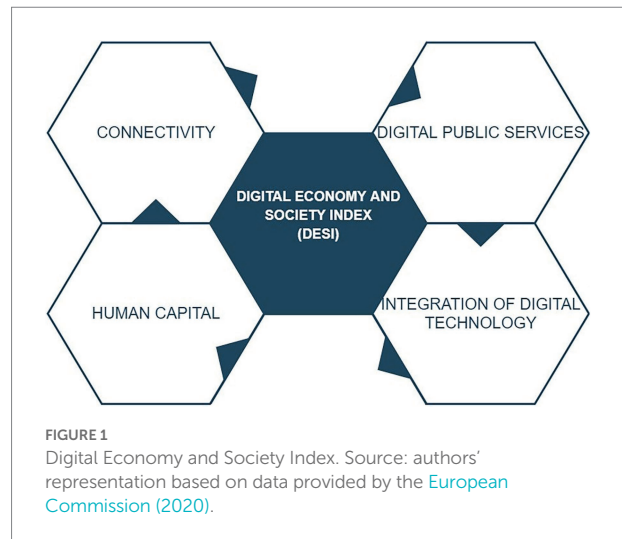 CONNECTIVITY
DIGITAL PUBLIC SERVICES
DIGITAL ECONOMY AND
SOCIETY INDEX
(DESI)
HUMAN CAPITAL
INTEGRATION OF DIGITAL
TECHNOLOGY
FIGURE 1
Digital Economy and Society Index. Source: authors’
representation based on data provided by the European
Commission (2020).